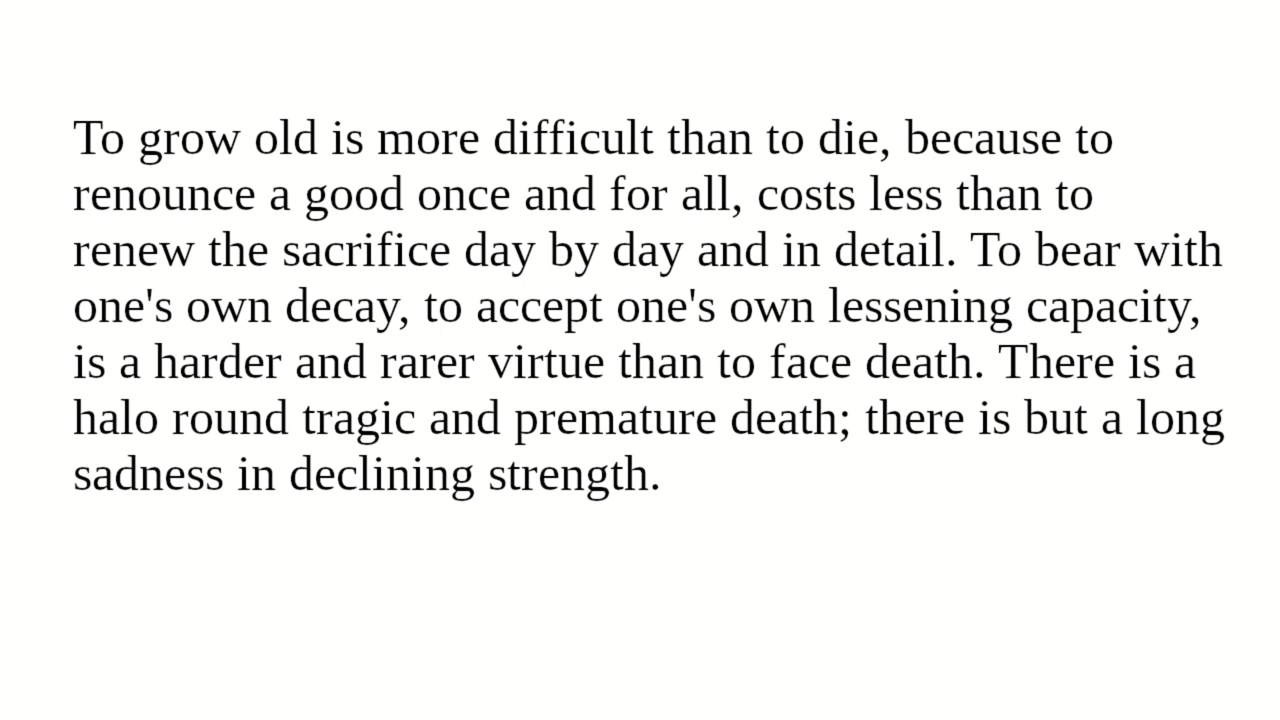 To grow old is more difficult than to die, because to
renounce a good once and for all, costs less than to
renew the sacrifice day by day and in detail. To bear with
one's own decay, to accept one's own lessening capacity,
is a harder and rarer virtue than to face death. There is a
halo round tragic and premature death; there is but a long
sadness in declining strength.